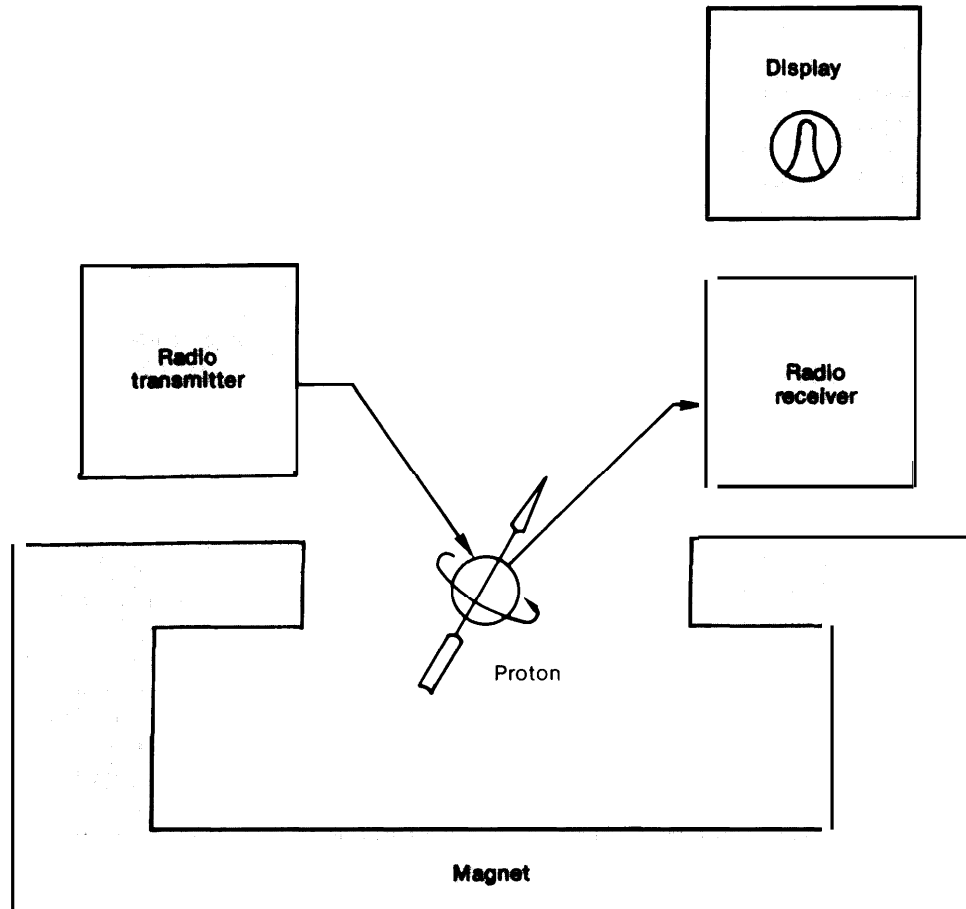 Display
Radio
transmitter
Radio
receiver
Proton
Magnet